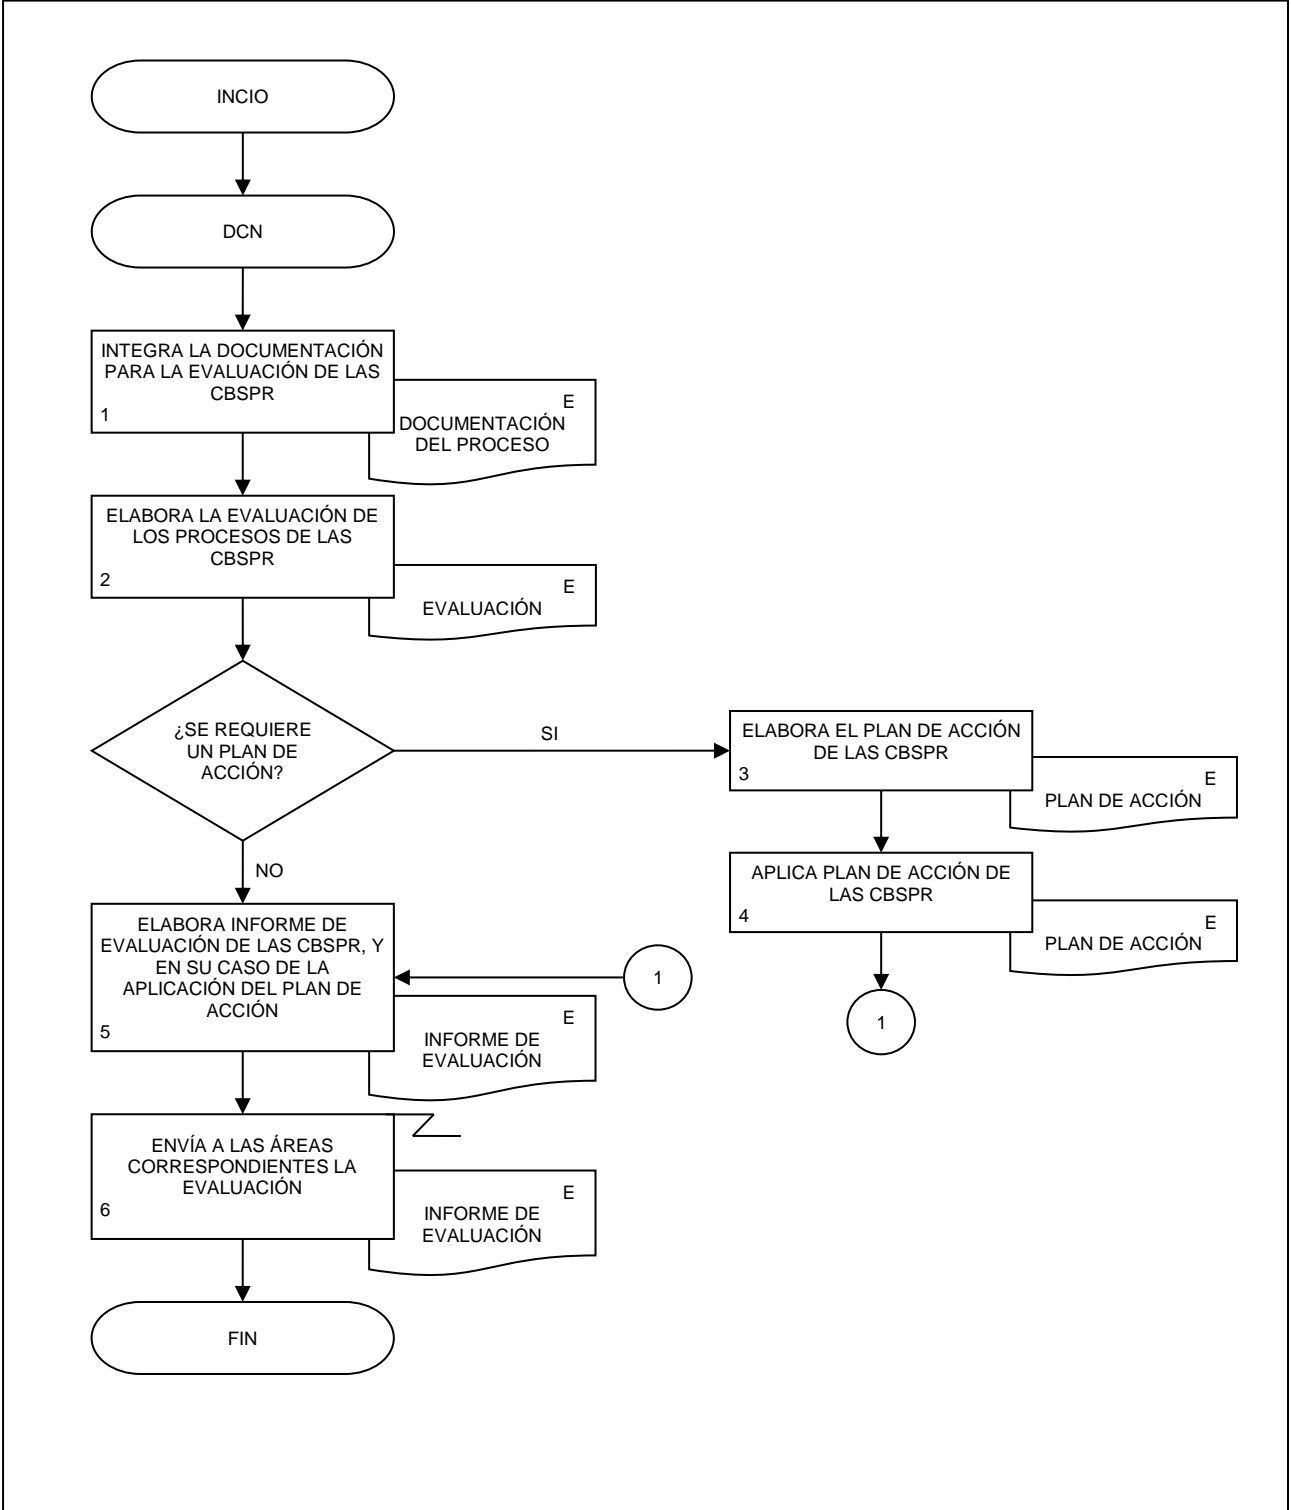 INCIO
DCN
INTEGRA LA DOCUMENTACIÓN
PARA LA EVALUACIÓN DE LAS
CBSPR
1
E
DOCUMENTACIÓN
DEL PROCESO
ELABORA LA EVALUACIÓN DE
LOS PROCESOS DE LAS
CBSPR
2
E
EVALUACIÓN
¿SE REQUIERE
UN PLAN DE
ACCIÓN?
SI
NO
ELABORA EL PLAN DE ACCIÓN
DE LAS CBSPR
3
E
PLAN DE ACCIÓN
APLICA PLAN DE ACCIÓN DE
LAS CBSPR
4
E
PLAN DE ACCIÓN
1
ELABORA INFORME DE
EVALUACIÓN DE LAS CBSPR, Y
EN SU CASO DE LA
APLICACIÓN DEL PLAN DE
ACCIÓN
5
1
E
INFORME DE
EVALUACIÓN
ENVÍA A LAS ÁREAS
CORRESPONDIENTES LA
EVALUACIÓN
6
E
INFORME DE
EVALUACIÓN
FIN